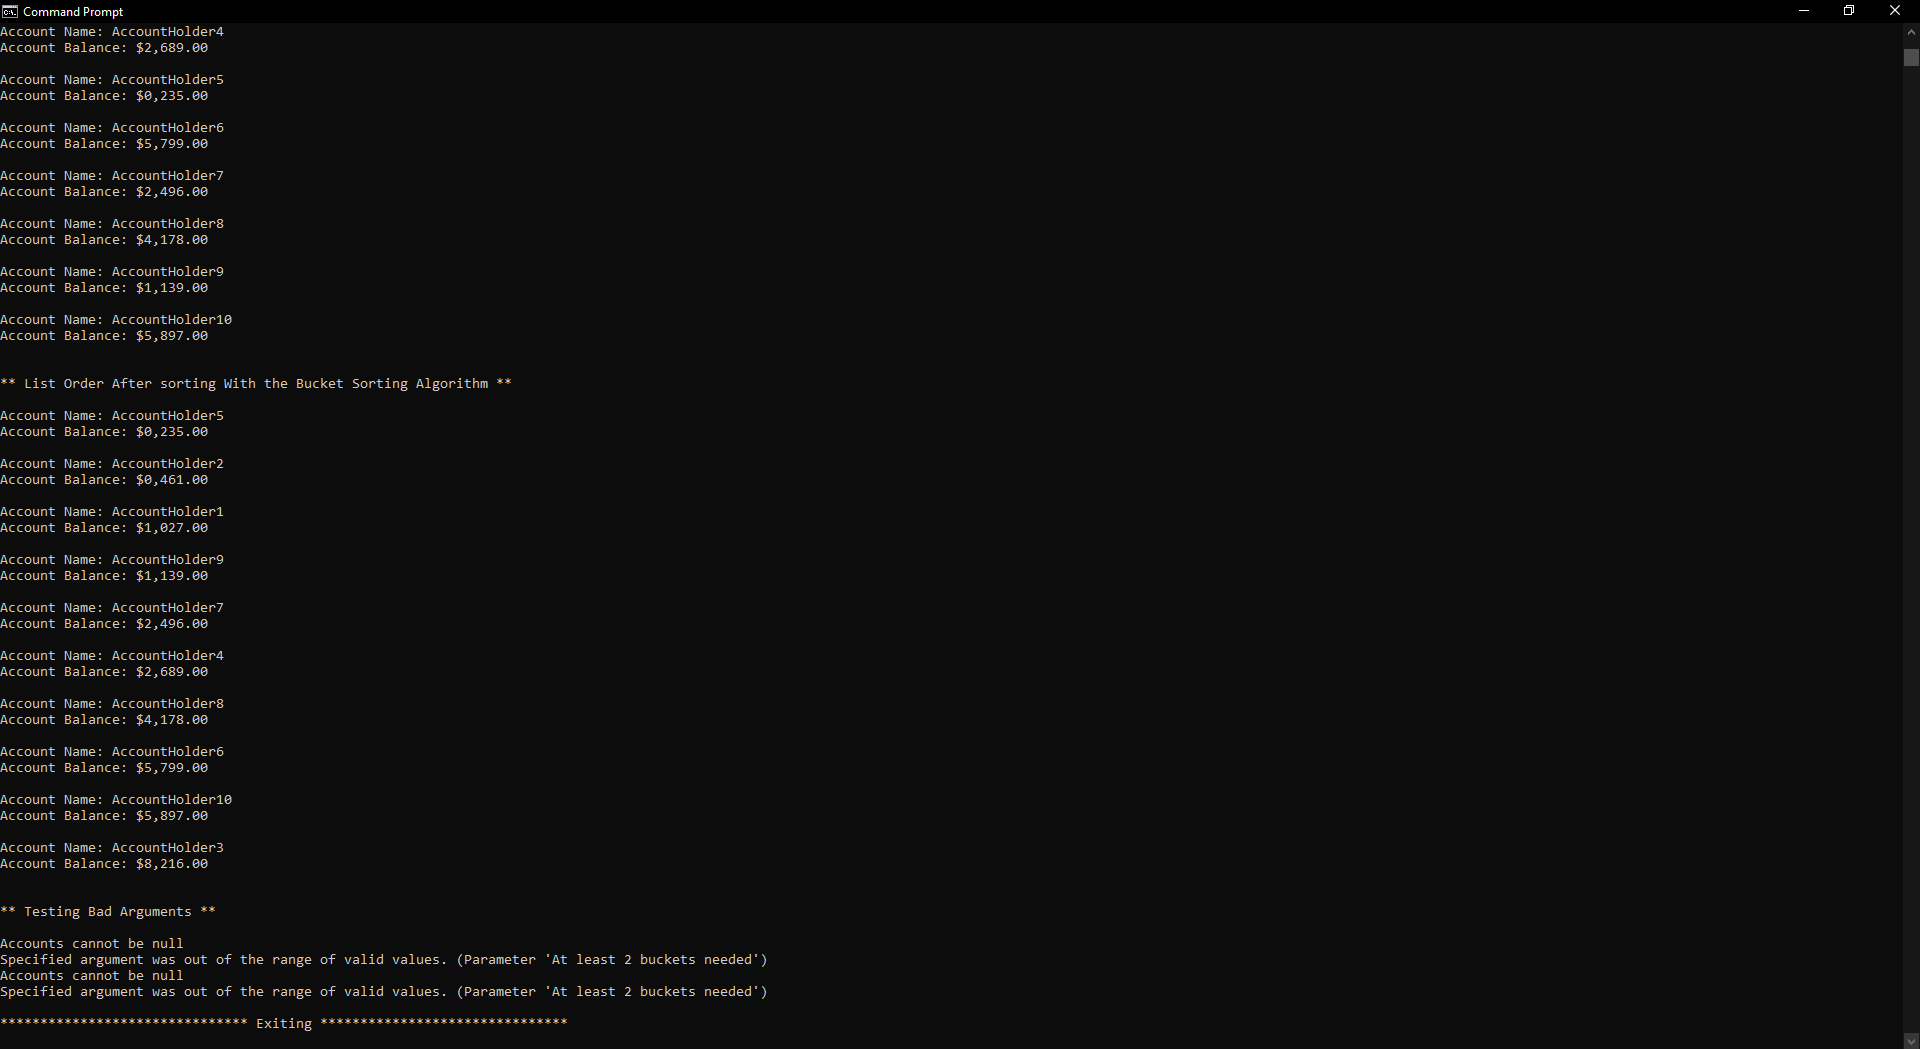 Command Prompt
Account Name: AccountHolder4
Account Balance: $2,689.00
Account Name: AccountHolder5
Account Balance: $0,235.00
Account Name: AccountHolder6
Account Balance: $5,799.00
Account Name: AccountHolder7
Account Balance: $2,496.00
Account Name: AccountHolder8
Account Balance: $4,178.00
Account Name: AccountHolder9
Account Balance: $1,139.00
Account Name: AccountHolder10
Account Balance: $5,897.00
** List Order After sorting With the Bucket Sorting Algorithm **
Account Name: AccountHolder5
Account Balance: $0,235.00
Account Name: AccountHolder2
Account Balance: $0,461.00
Account Name: AccountHolder1
Account Balance: $1,027.00
Account Name: AccountHolder9
Account Balance: $1,139.00
Account Name: AccountHolder7
Account Balance: $2,496.00
Account Name: AccountHolder4
Account Balance: $2,689.00
Account Name: AccountHolder8
Account Balance: $4,178.00
Account Name: AccountHolder6
Account Balance: $5,799.00
Account Name: AccountHolder10
Account Balance: $5,897.00
Account Name: AccountHolder3
Account Balance: $8,216.00
** Testing Bad Arguments **
Accounts cannot be null
Specified argument was out of the range of valid values. (Parameter 'At least 2 buckets needed')
Accounts cannot be null
Specified argument was out of the range of valid values. (Parameter 'At least 2 buckets needed')
******************************* Exiting *******************************